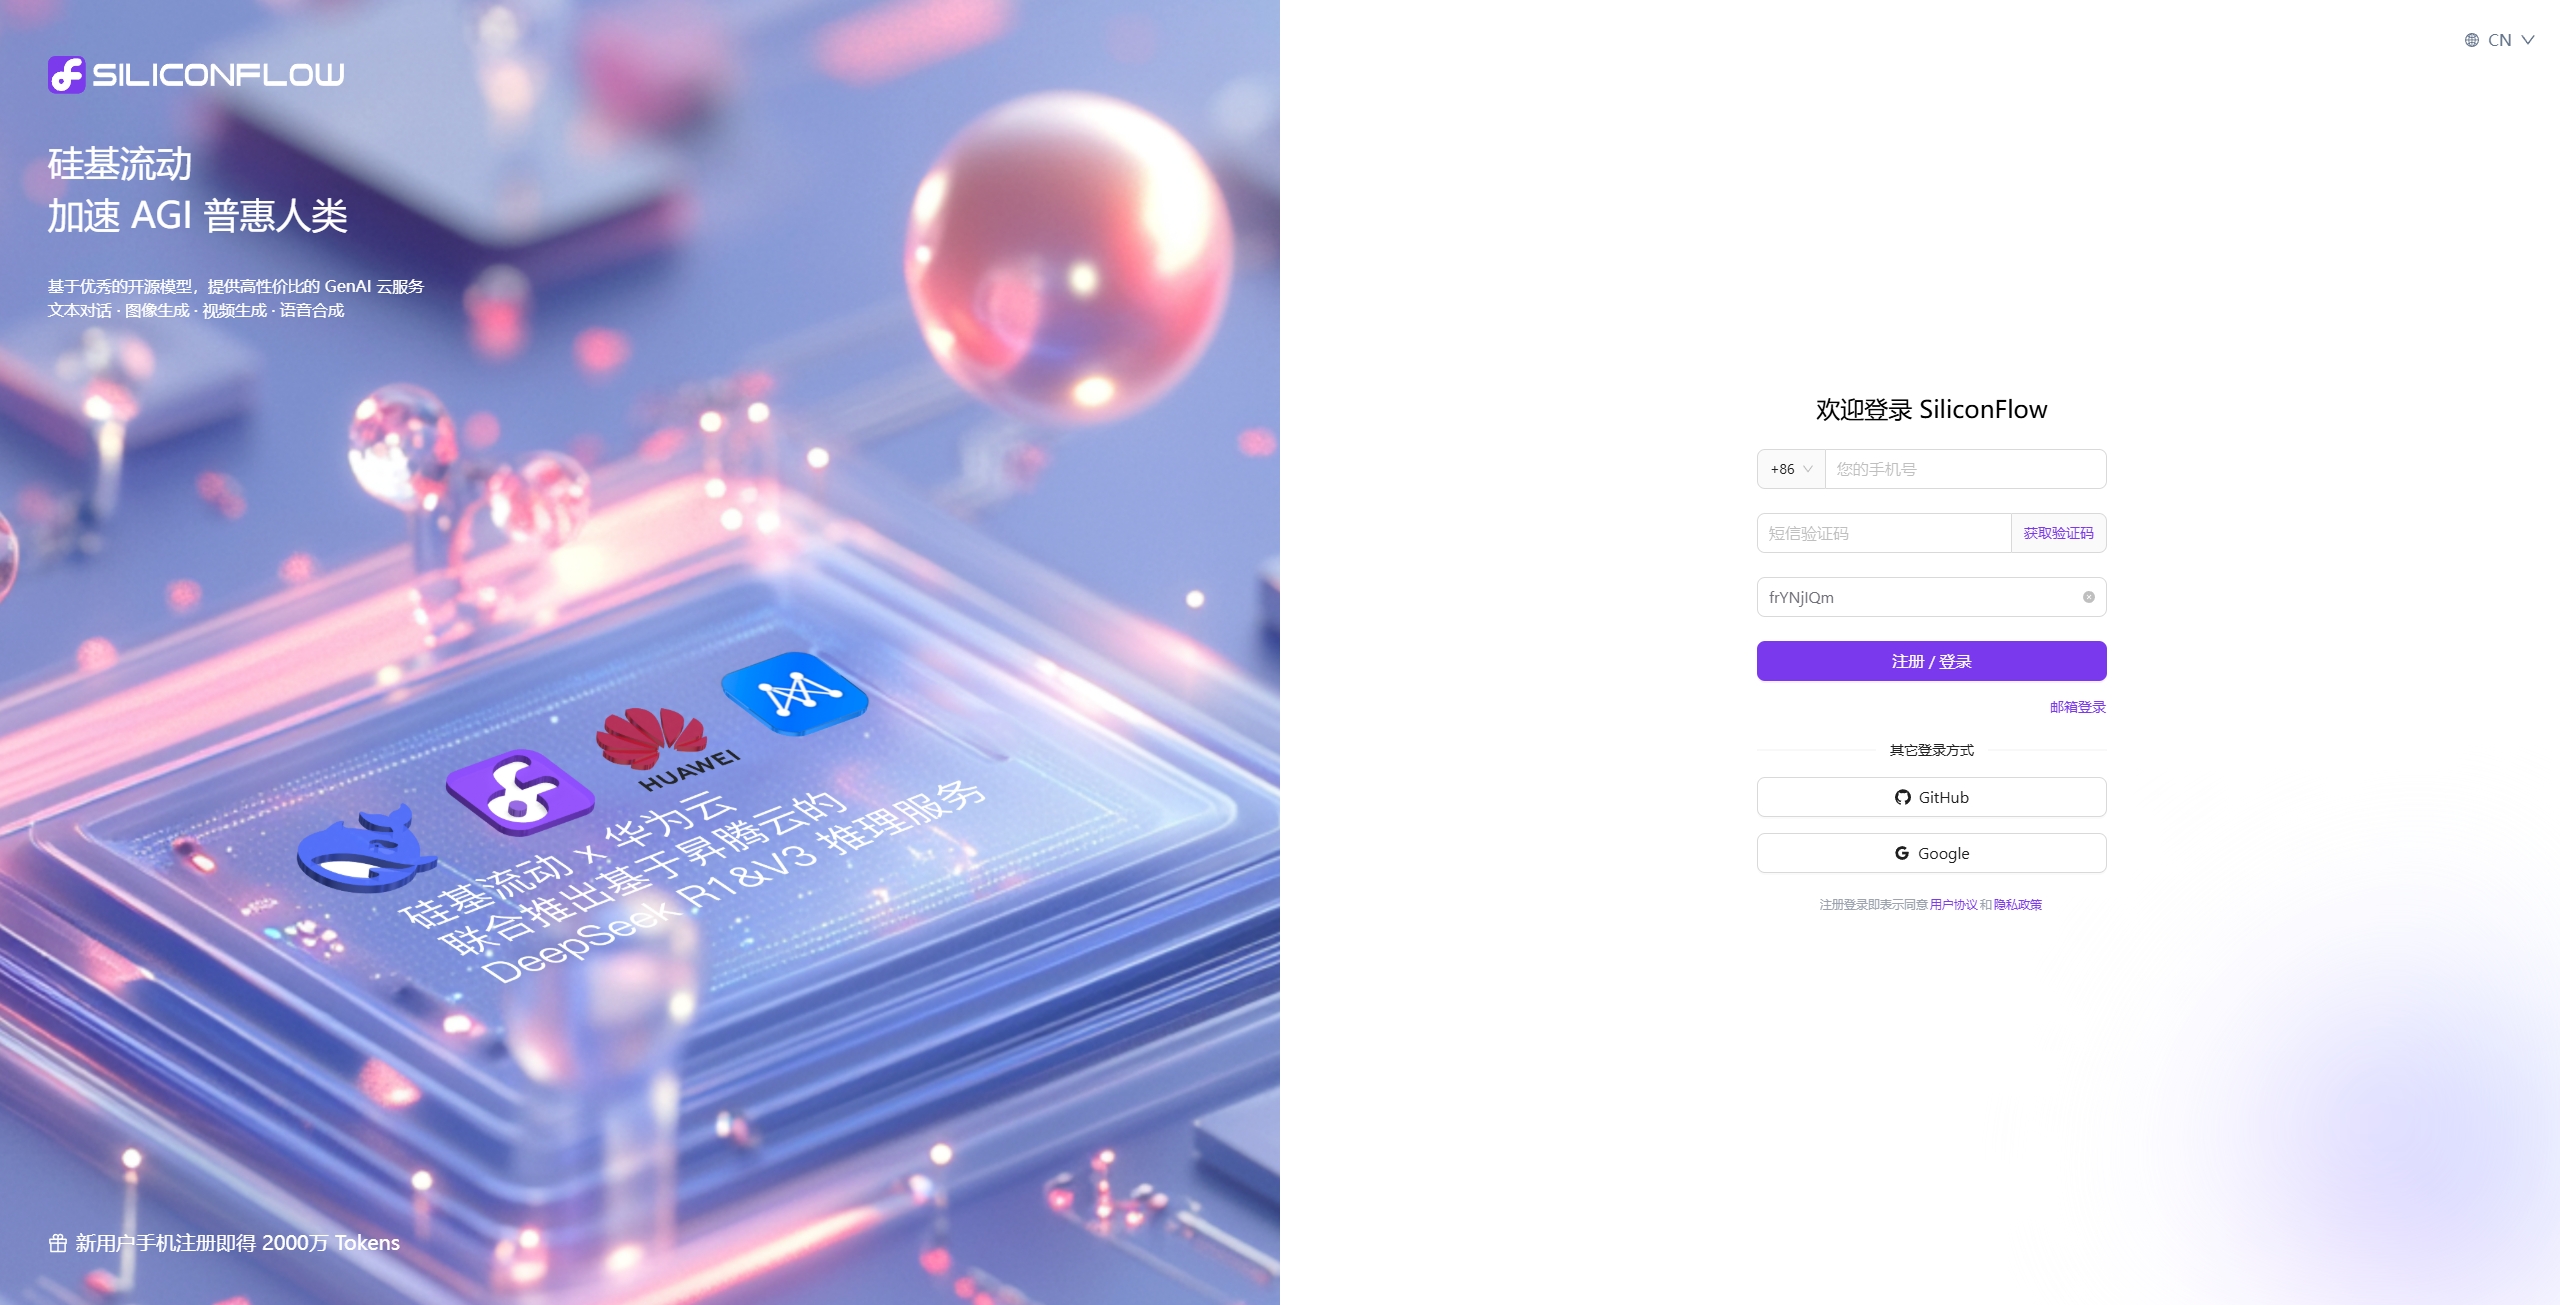 SILICONFLOW
硅基流动
加速 AGI 普惠人类
基于优秀的开源模型，提供高性价比的 GenAI 云服务
文本对话 · 图像生成 · 视频生成 · 语音合成
HUAWEI
硅基流动 x 华为云
联合推出基于昇腾云的
DeepSeek R1&V3 推理服务
新用户手机注册即得 2000万 Tokens
CN
欢迎登录 SiliconFlow
+86 您的手机号
短信验证码 获取验证码
frYNjIQm
注册 / 登录
邮箱登录
其它登录方式
GitHub
Google
注册登录即表示同意 用户协议 和 隐私政策